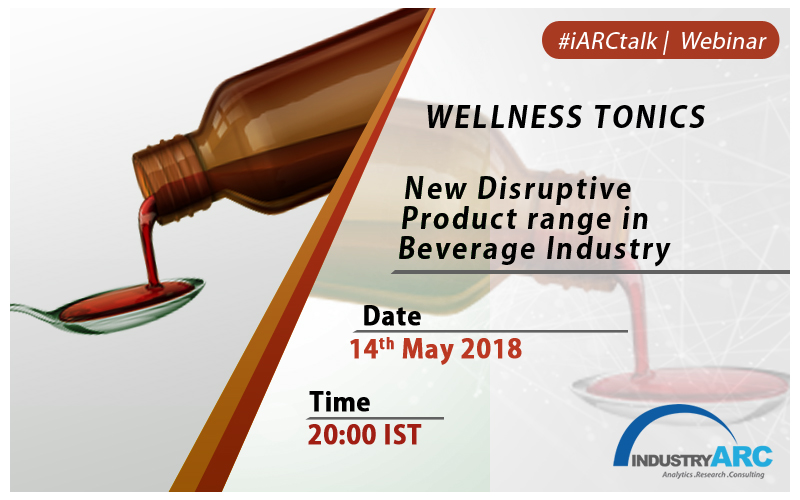 #iARCtalk | Webinar
WELLNESS TONICS
New Disruptive
Product range in
Beverage Industry
Date
14th May 2018
Time
20:00 IST
INDUSTRYARC
Analytics.Research.Consulting